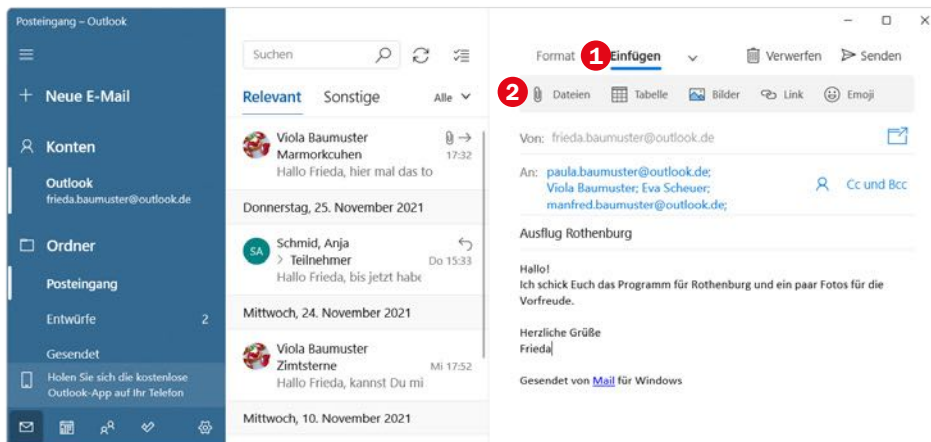 Posteingang – Outlook
Neue E-Mail
Konten
Outlook
frieda.baumuster@outlook.de
Ordner
Posteingang
Entwürfe 2
Gesendet
Holen Sie sich die kostenlose
Outlook-App auf Ihr Telefon
Suchen
Relevant Sonstige Alle
Viola Baumuster
Marmorkcuhen 17:32
Hallo Frieda, hier mal das to
Donnerstag, 25. November 2021
SA Schmid, Anja
> Teilnehmer Do 15:33
Hallo Frieda, bis jetzt habe
Mittwoch, 24. November 2021
Viola Baumuster
Zimtsterne Mi 17:52
Hallo Frieda, kannst Du mi
Mittwoch, 10. November 2021
Format 1 Einfügen Verwerfen Senden
2 Dateien Tabelle Bilder Link Emoji
Von: frieda.baumuster@outlook.de
An: paula.baumuster@outlook.de;
Viola Baumuster; Eva Scheuer;
manfred.baumuster@outlook.de;
Cc und Bcc
Ausflug Rothenburg
Hallo!
Ich schick Euch das Programm für Rothenburg und ein paar Fotos für die
Vorfreude.
Herzliche Grüße
Frieda
Gesendet von Mail für Windows